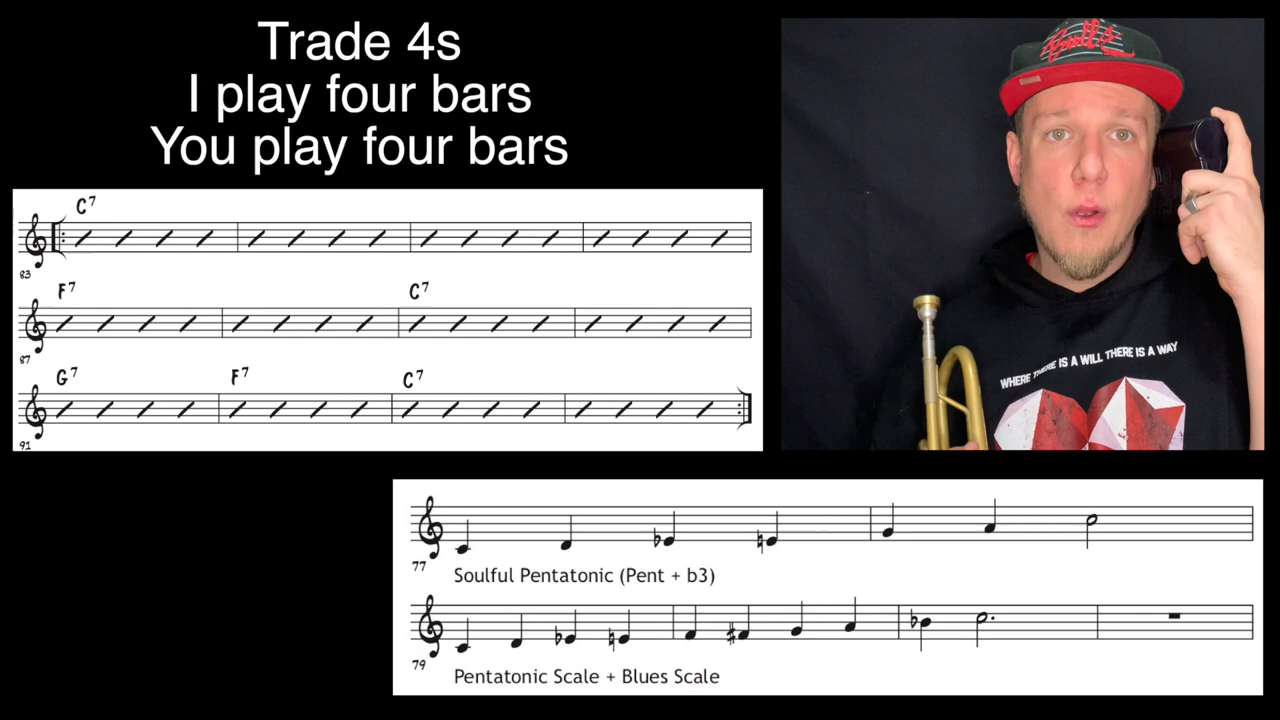 Trade 4s
I play four bars
You play four bars
C7
83
F7 C7
87
G7 F7 C7
91
Bulls
WHERE THERE IS A WILL THERE IS A WAY
77
Soulful Pentatonic (Pent + b3)
79
Pentatonic Scale + Blues Scale